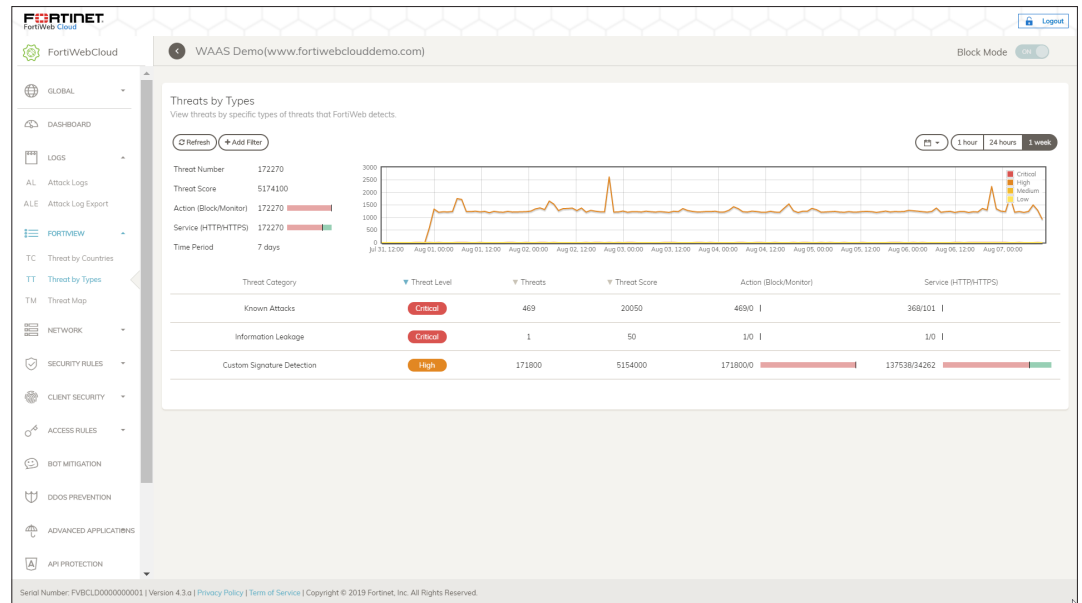 FORTINET
FortiWeb Cloud
Logout
FortiWebCloud
WAAS Demo(www.fortiwebclouddemo.com)
Block Mode ON
GLOBAL
DASHBOARD
LOGS
AL Attack Logs
ALE Attack Log Export
FORTIVIEW
TC Threat by Countries
TT Threat by Types
TM Threat Map
NETWORK
SECURITY RULES
CLIENT SECURITY
ACCESS RULES
BOT MITIGATION
DDOS PREVENTION
ADVANCED APPLICATIONS
API PROTECTION
Threats by Types
View threats by specific types of threats that FortiWeb detects.
Refresh + Add Filter
1 hour 24 hours 1 week
Threat Number 172270
Threat Score 5174100
Action (Block/Monitor) 172270
Service (HTTP/HTTPS) 172270
Time Period 7 days
3000
2500
2000
1500
1000
500
0
Critical
High
Medium
Low
Jul 31, 12:00 Aug 01, 00:00 Aug 01, 12:00 Aug 02, 00:00 Aug 02, 12:00 Aug 03, 00:00 Aug 03, 12:00 Aug 04, 00:00 Aug 04, 12:00 Aug 05, 00:00 Aug 05, 12:00 Aug 06, 00:00 Aug 06, 12:00 Aug 07, 00:00
Threat Category Threat Level Threats Threat Score Action (Block/Monitor) Service (HTTP/HTTPS)
Known Attacks Critical 469 20050 469/0 368/101
Information Leakage Critical 1 50 1/0 1/0
Custom Signature Detection High 171800 5154000 171800/0 137538/34262
Serial Number: FVBCLD0000000001 | Version 4.3.a | Privacy Policy | Term of Service | Copyright © 2019 Fortinet, Inc. All Rights Reserved.